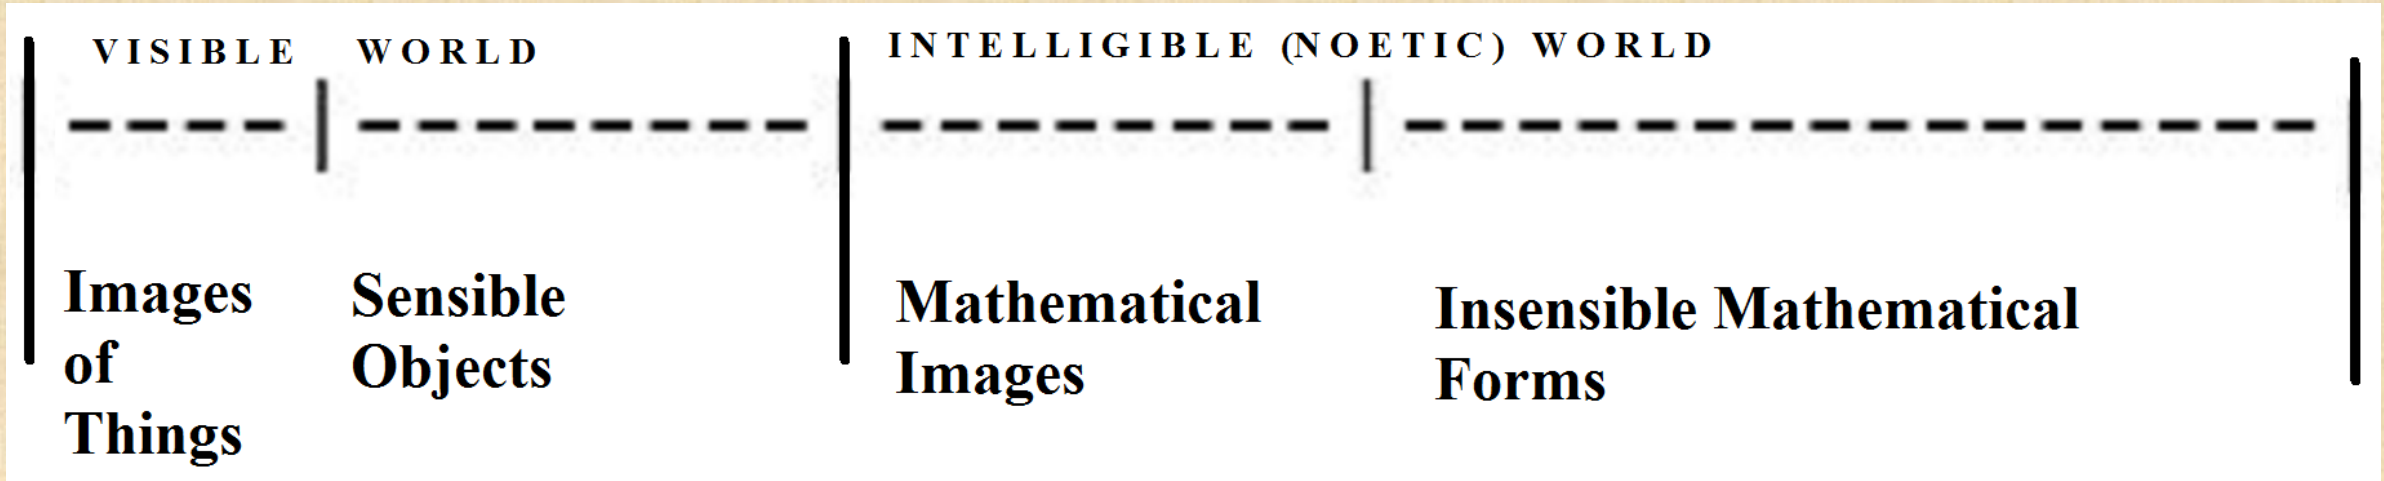 VISIBLE WORLD
INTELLIGIBLE (NOETIC) WORLD
Images
of
Things
Sensible
Objects
Mathematical
Images
Insensible Mathematical
Forms